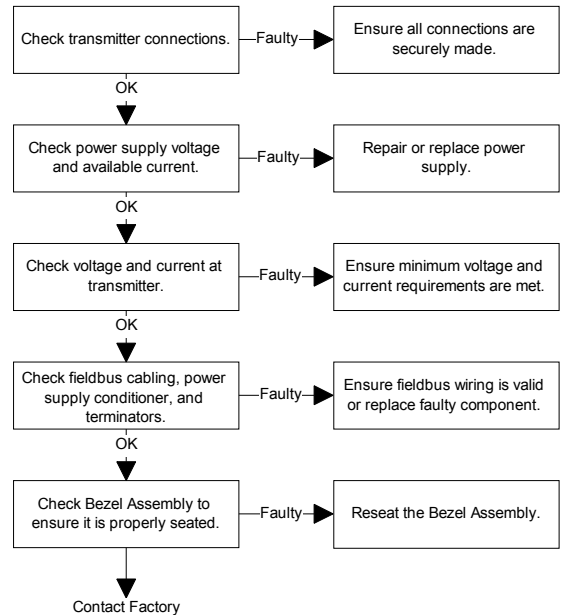 Check transmitter connections.
Faulty
Ensure all connections are
securely made.
OK
Check power supply voltage
and available current.
Faulty
Repair or replace power
supply.
OK
Check voltage and current at
transmitter.
Faulty
Ensure minimum voltage and
current requirements are met.
OK
Check fieldbus cabling, power
supply conditioner, and
terminators.
Faulty
Ensure fieldbus wiring is valid
or replace faulty component.
OK
Check Bezel Assembly to
ensure it is properly seated.
Faulty
Reseat the Bezel Assembly.
Contact Factory